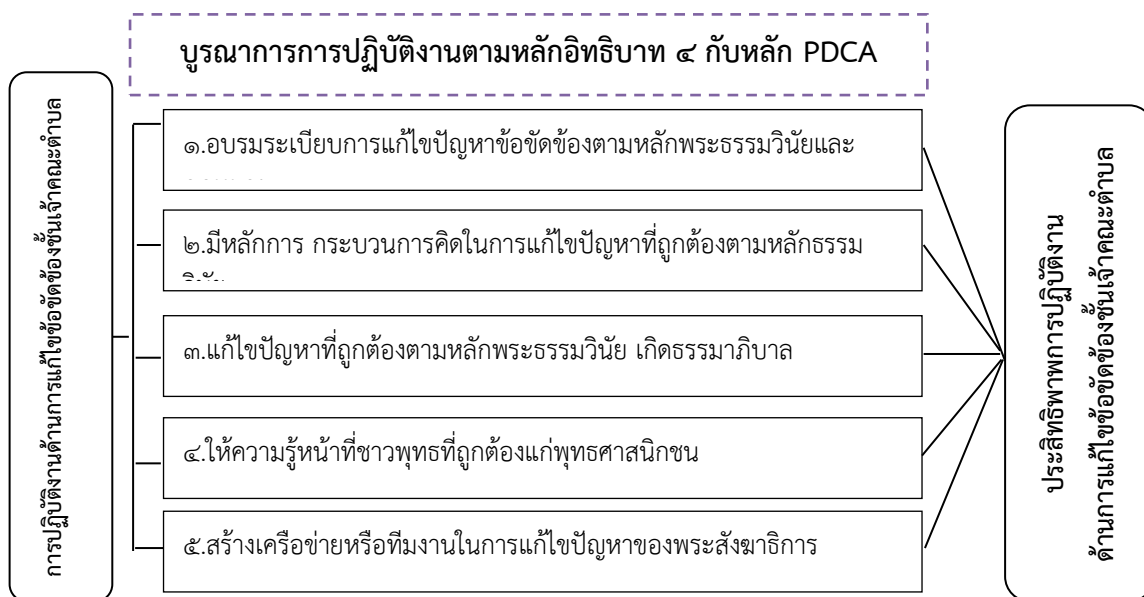 บูรณาการการปฏิบัติงานตามหลักอิทธิบาท ๔ กับหลัก PDCA
การปฏิบัติงานด้านการแก้ไขข้อขัดข้องชั้นเจ้าคณะตำบล
๑.อบรมระเบียบการแก้ไขปัญหาข้อขัดข้องตามหลักพระธรรมวินัยและ
๒.มีหลักการ กระบวนการคิดในการแก้ไขปัญหาที่ถูกต้องตามหลักธรรม
๓.แก้ไขปัญหาที่ถูกต้องตามหลักพระธรรมวินัย เกิดธรรมาภิบาล
๔.ให้ความรู้หน้าที่ชาวพุทธที่ถูกต้องแก่พุทธศาสนิกชน
๕.สร้างเครือข่ายหรือทีมงานในการแก้ไขปัญหาของพระสังฆาธิการ
ประสิทธิพาพการปฏิบัติงาน
ด้านการแก้ไขข้อขัดข้องชั้นเจ้าคณะตำบล